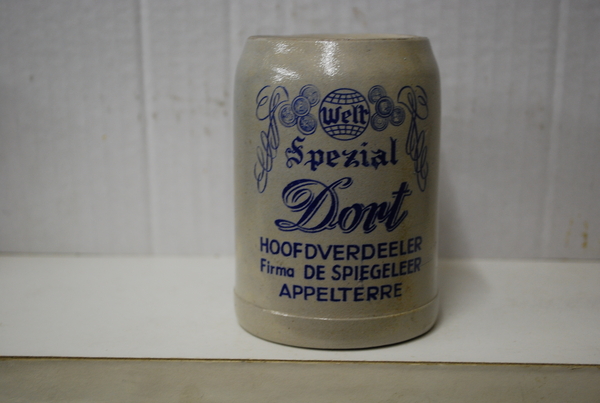 Welt
Spezial
Dort
HOOFDVERDEELER
Firma DE SPIEGELEER
APPELTERRE